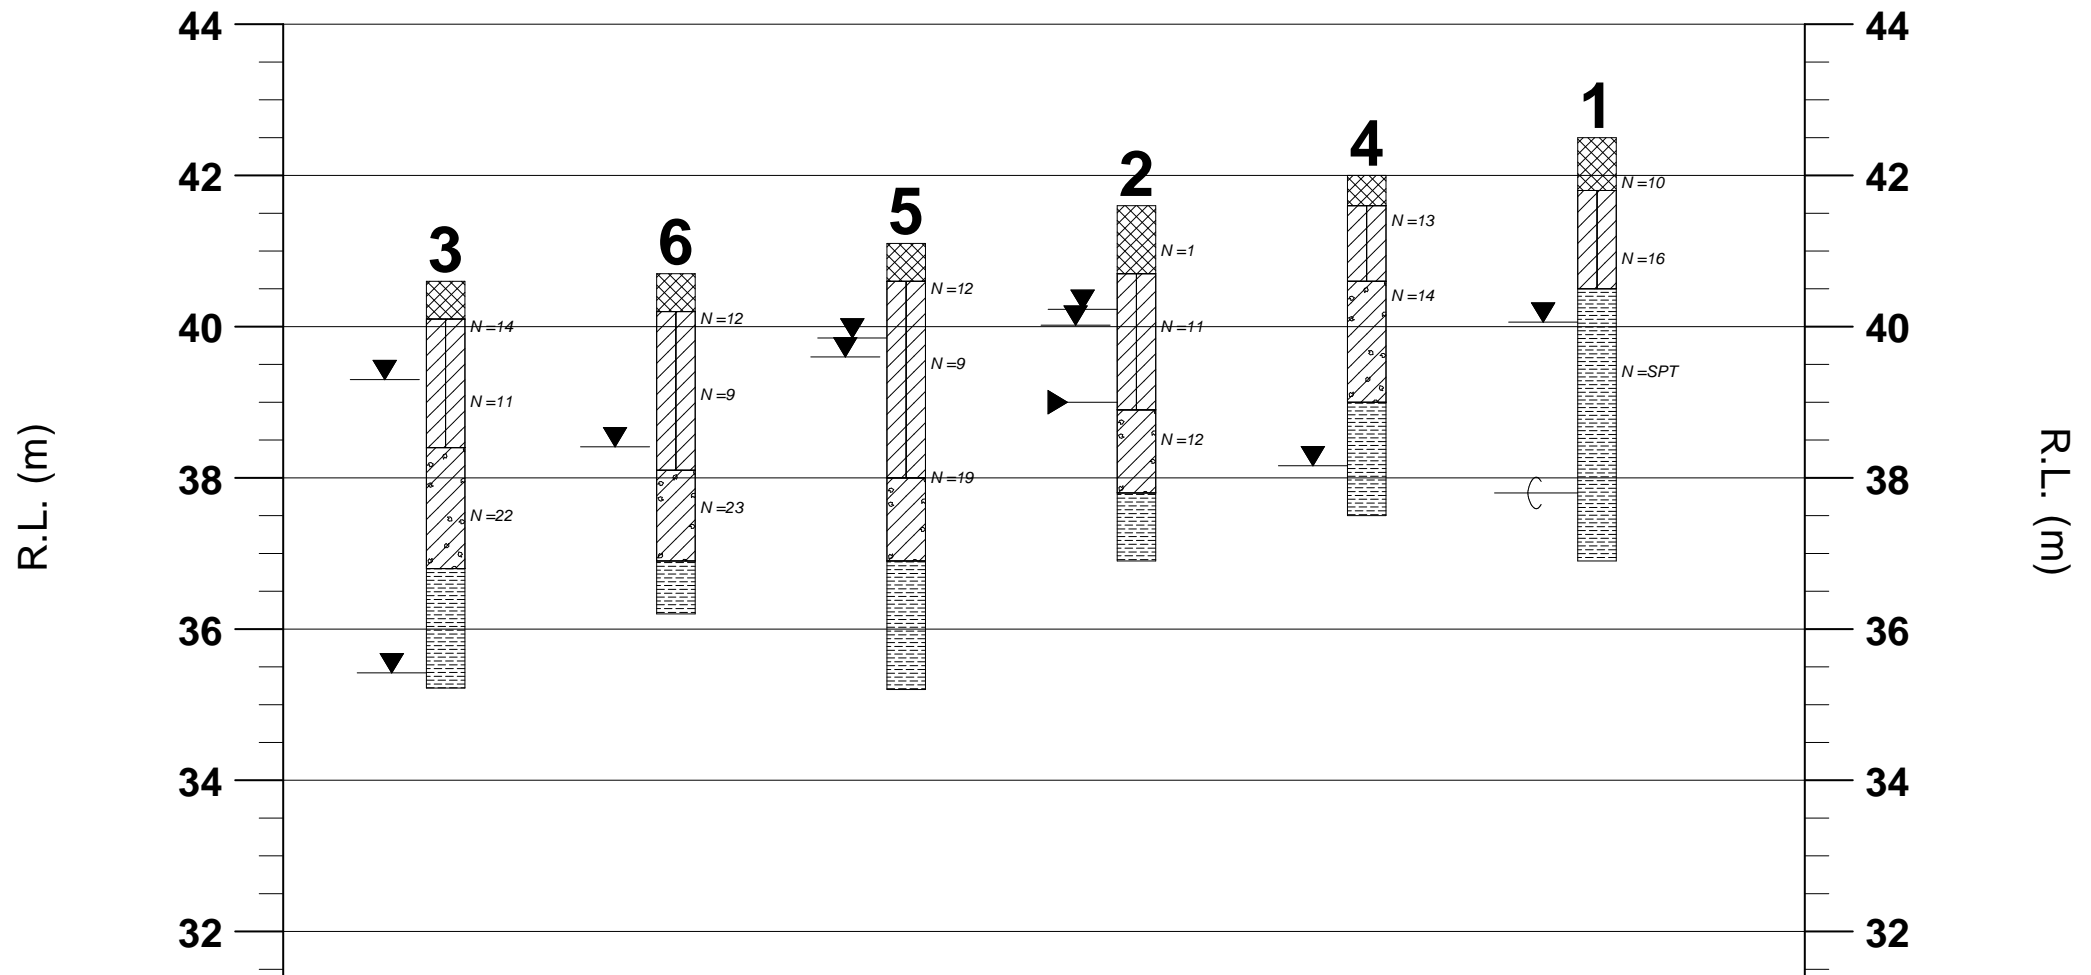 44 44
1
4
2
42 N=10 42
5
N=13
6
3
N=1
N=16
N=12
N=14
N=12
40 N=14 N=11 40
N=9
N=SPT
N=9
N=11
N=12
R.L. (m) R.L. (m)
38 N=19 38
N=23
N=22
36 36
34 34
32 32